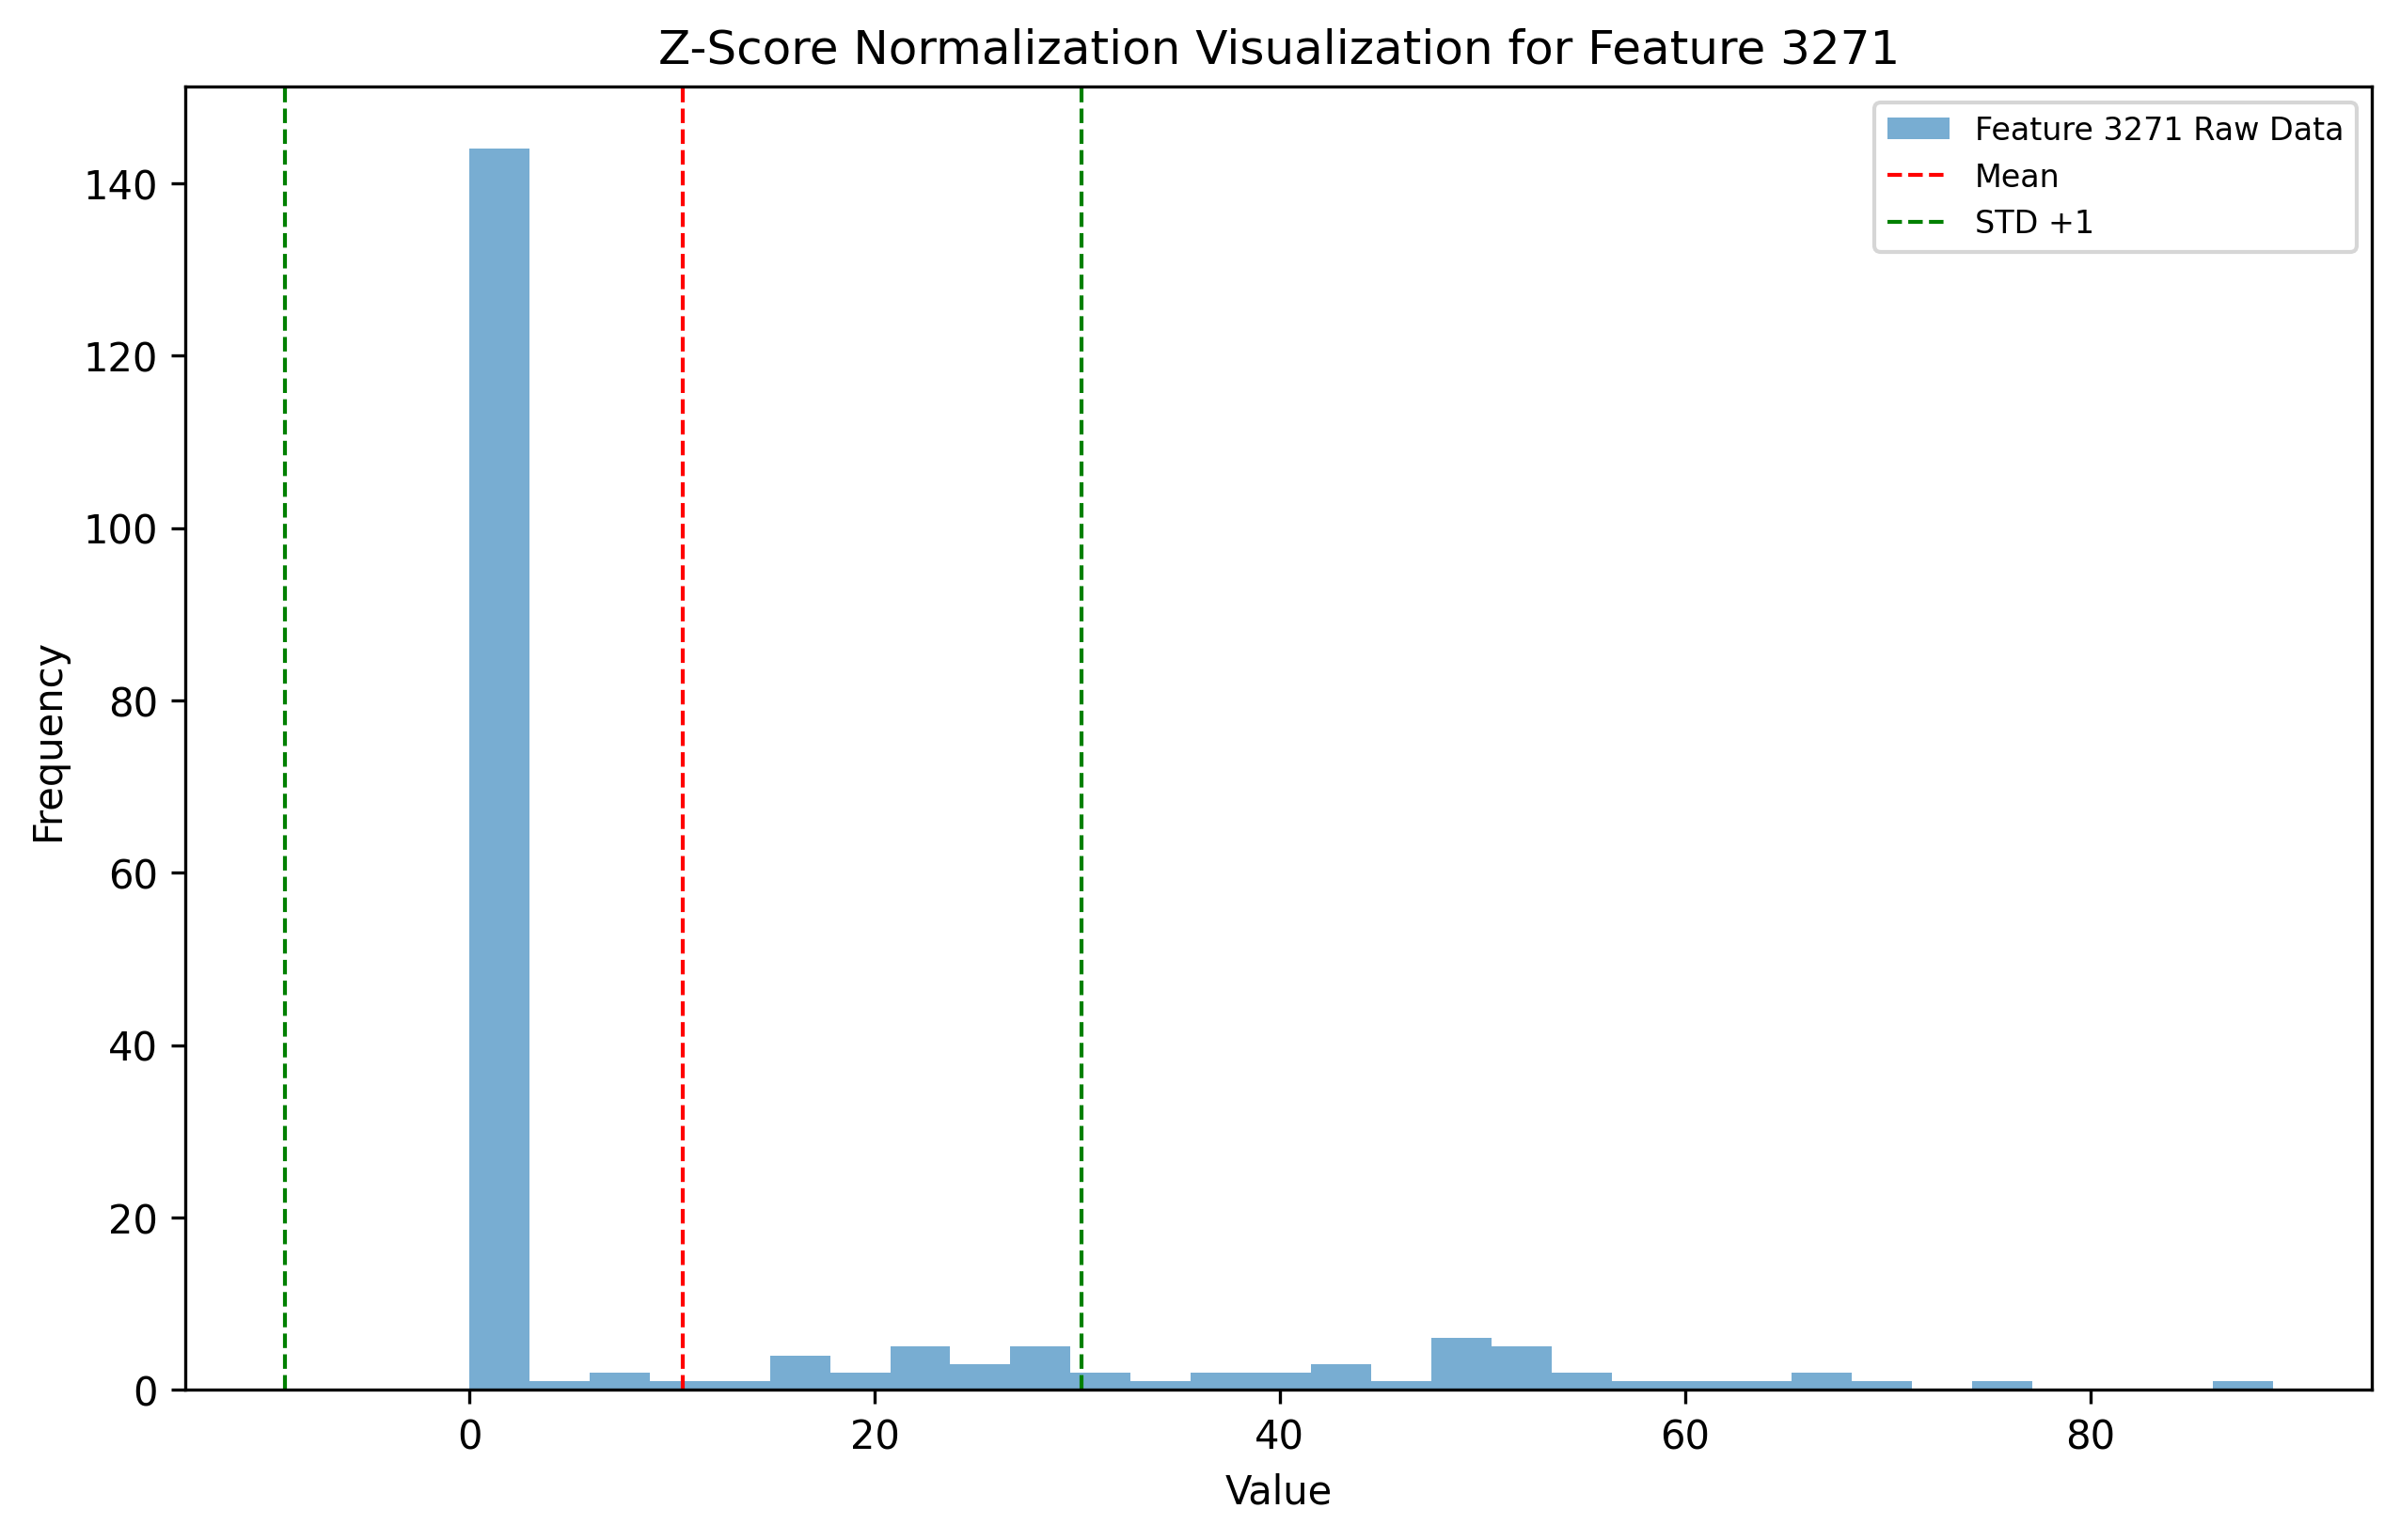 Z-Score Normalization Visualization for Feature 3271
Feature 3271 Raw Data
Mean
STD +1
140
120
100
80
60
40
20
0
Frequency
0 20 40 60 80
Value